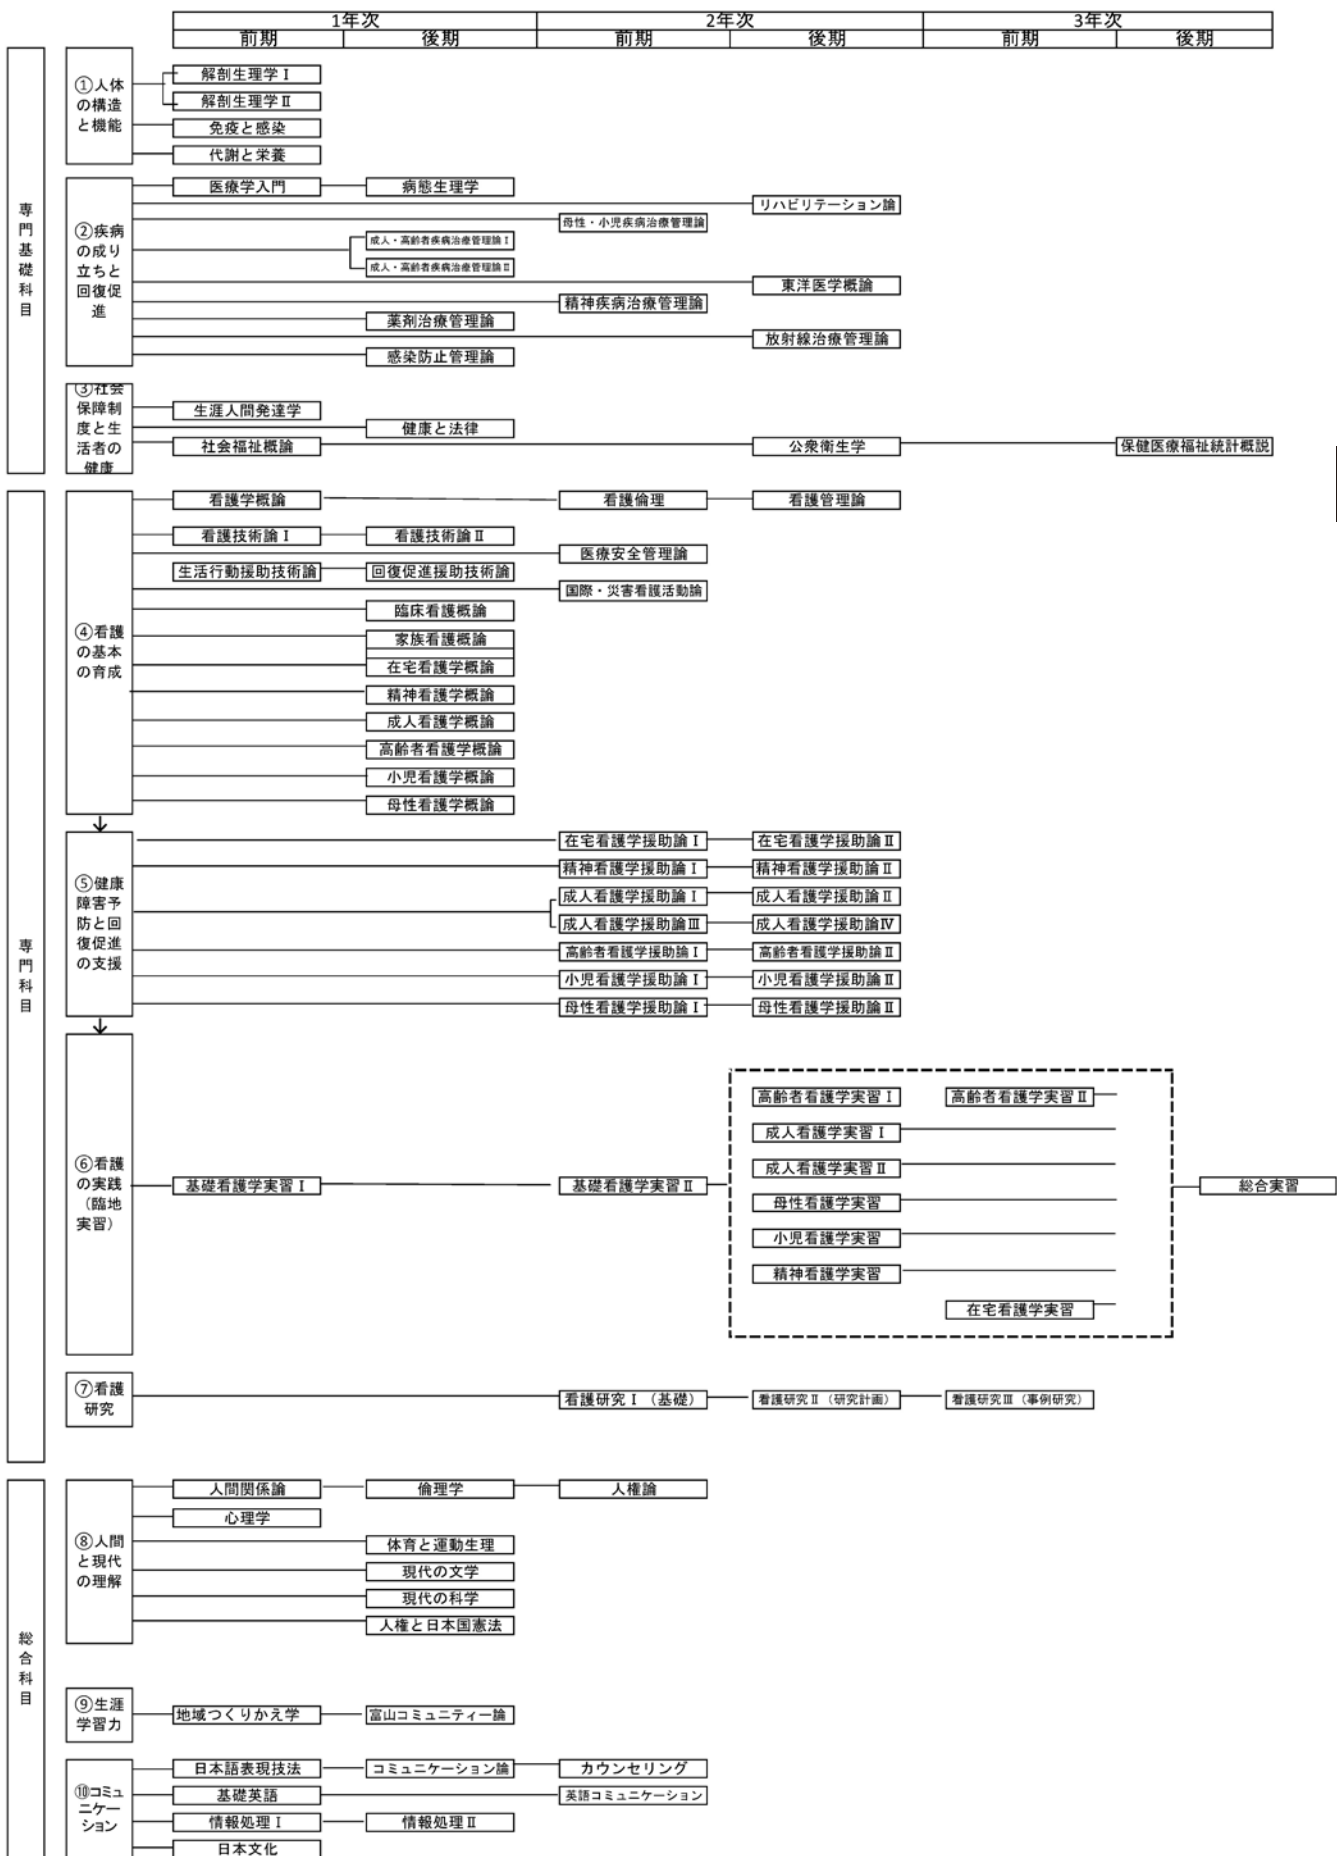 1年次 2年次 3年次
前期 後期 前期 後期 前期 後期
専門基礎科目
①人体の構造と機能
解剖生理学Ⅰ
解剖生理学Ⅱ
免疫と感染
代謝と栄養
②疾病の成り立ちと回復促進
医療学入門 病態生理学
リハビリテーション論
母性・小児疾病治療管理論
成人・高齢者疾病治療管理論Ⅰ
成人・高齢者疾病治療管理論Ⅱ
東洋医学概論
精神疾病治療管理論
薬剤治療管理論
放射線治療管理論
感染防止管理論
③社会保障制度と生活者の健康
生涯人間発達学
健康と法律
社会福祉概論 公衆衛生学 保健医療福祉統計概説
専門科目
④看護の基本の育成
看護学概論 看護倫理 看護管理論
看護技術論Ⅰ 看護技術論Ⅱ
医療安全管理論
生活行動援助技術論 回復促進援助技術論
国際・災害看護活動論
臨床看護概論
家族看護概論
在宅看護学概論
精神看護学概論
成人看護学概論
高齢者看護学概論
小児看護学概論
母性看護学概論
⑤健康障害予防と回復促進の支援
在宅看護学援助論Ⅰ 在宅看護学援助論Ⅱ
精神看護学援助論Ⅰ 精神看護学援助論Ⅱ
成人看護学援助論Ⅰ 成人看護学援助論Ⅱ
成人看護学援助論Ⅲ 成人看護学援助論Ⅳ
高齢者看護学援助論Ⅰ 高齢者看護学援助論Ⅱ
小児看護学援助論Ⅰ 小児看護学援助論Ⅱ
母性看護学援助論Ⅰ 母性看護学援助論Ⅱ
⑥看護の実践（臨地実習）
基礎看護学実習Ⅰ 基礎看護学実習Ⅱ
高齢者看護学実習Ⅰ 高齢者看護学実習Ⅱ
成人看護学実習Ⅰ
成人看護学実習Ⅱ
母性看護学実習
小児看護学実習
精神看護学実習
在宅看護学実習
総合実習
⑦看護研究
看護研究Ⅰ（基礎） 看護研究Ⅱ（研究計画） 看護研究Ⅲ（事例研究）
総合科目
⑧人間と現代の理解
人間関係論 倫理学 人権論
心理学
体育と運動生理
現代の文学
現代の科学
人権と日本国憲法
⑨生涯学習力
地域つくりかえ学 富山コミュニティー論
⑩コミュニケーション
日本語表現技法 コミュニケーション論 カウンセリング
基礎英語 英語コミュニケーション
情報処理Ⅰ 情報処理Ⅱ
日本文化